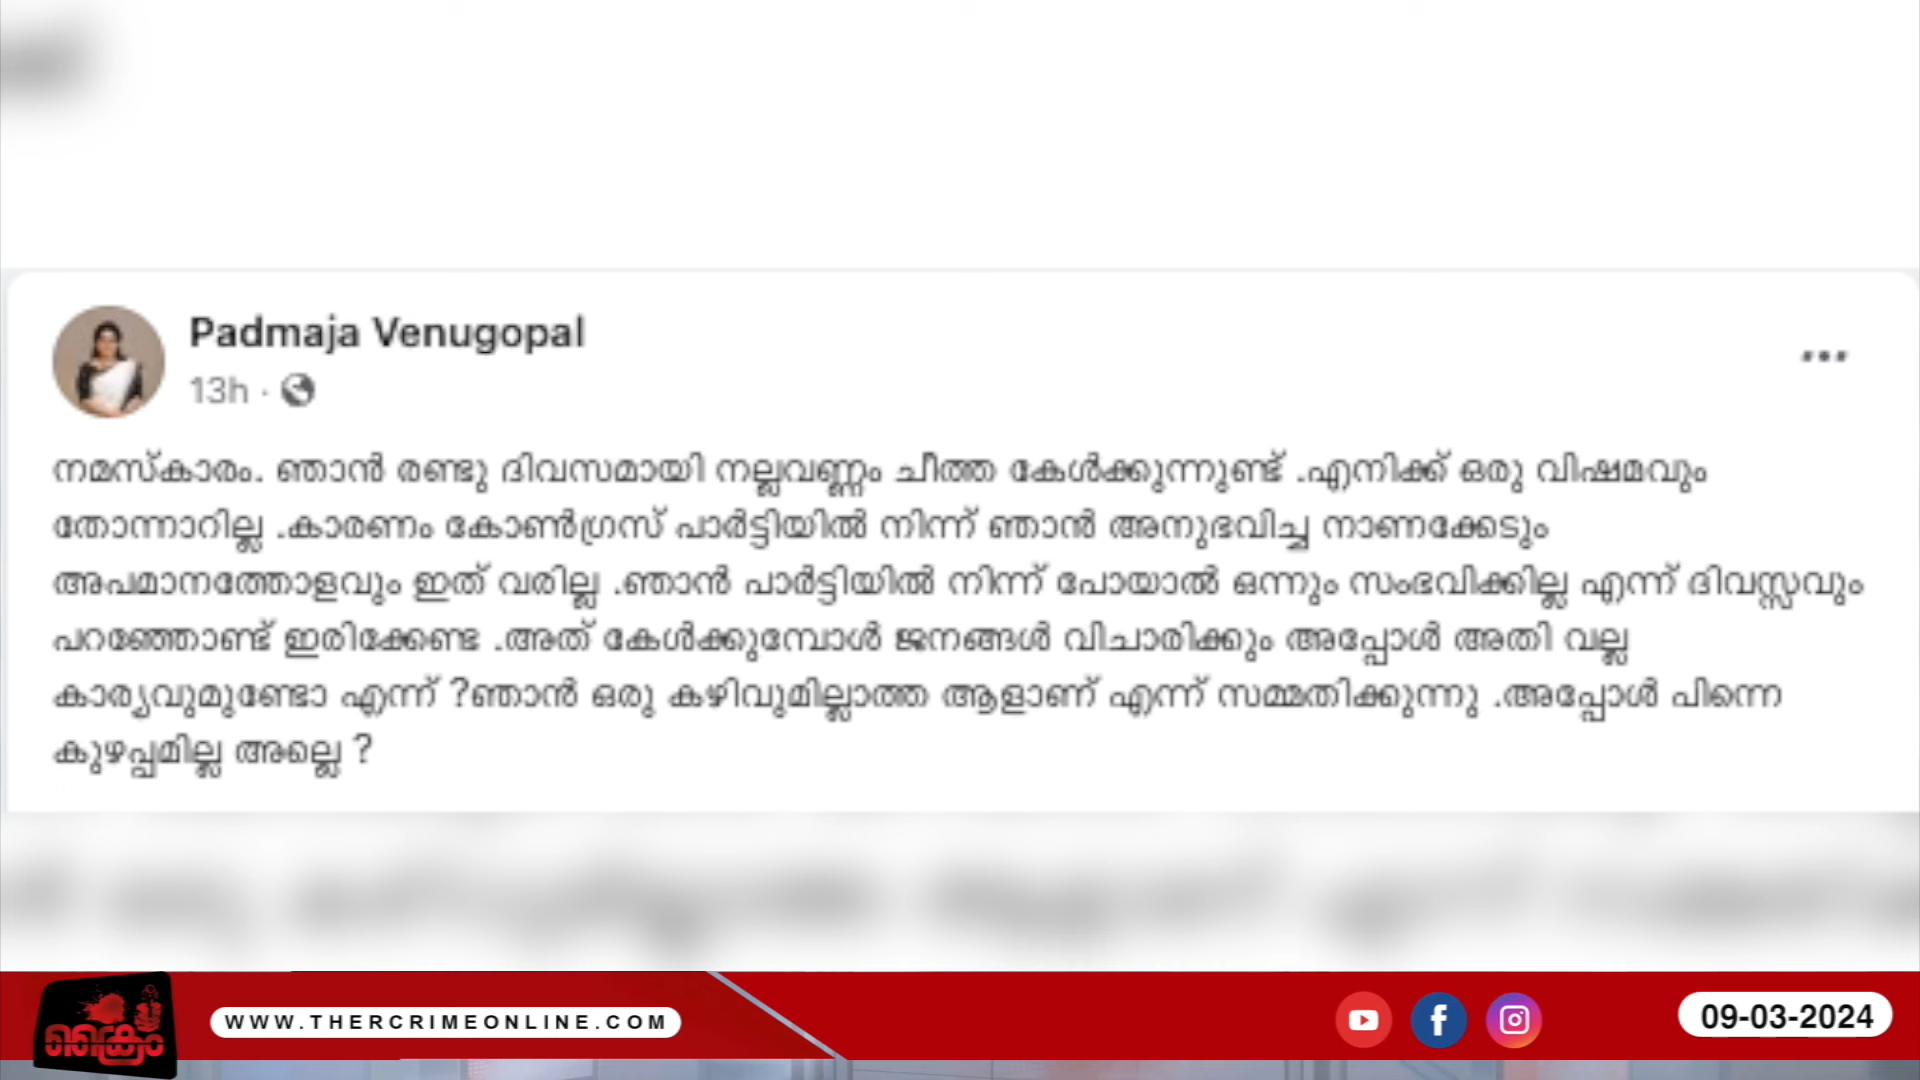 Padmaja Venugopal
13h ·
നമസ്കാരം. ഞാൻ രണ്ടു ദിവസമായി നല്ലവണ്ണം ചീത്ത കേൾക്കുന്നുണ്ട് .എനിക്ക് ഒരു വിഷമവും
തോന്നാറില്ല .കാരണം കോൺഗ്രസ് പാർട്ടിയിൽ നിന്ന് ഞാൻ അനുഭവിച്ച നാണക്കേടും
അപമാനത്തോളവും ഇത് വരില്ല .ഞാൻ പാർട്ടിയിൽ നിന്ന് പോയാൽ ഒന്നും സംഭവിക്കില്ല എന്ന് ദിവസ്സവും
പറഞ്ഞോണ്ട് ഇരിക്കേണ്ട .അത് കേൾക്കുമ്പോൾ ജനങ്ങൾ വിചാരിക്കും അപ്പോൾ അതി വല്ല
കാര്യവുമുണ്ടോ എന്ന് ?ഞാൻ ഒരു കഴിവുമില്ലാത്ത ആളാണ് എന്ന് സമ്മതിക്കുന്നു .അപ്പോൾ പിന്നെ
കുഴപ്പമില്ല അല്ലെ ?
ക്രൈം
WWW.THERCRIMEONLINE.COM
09-03-2024